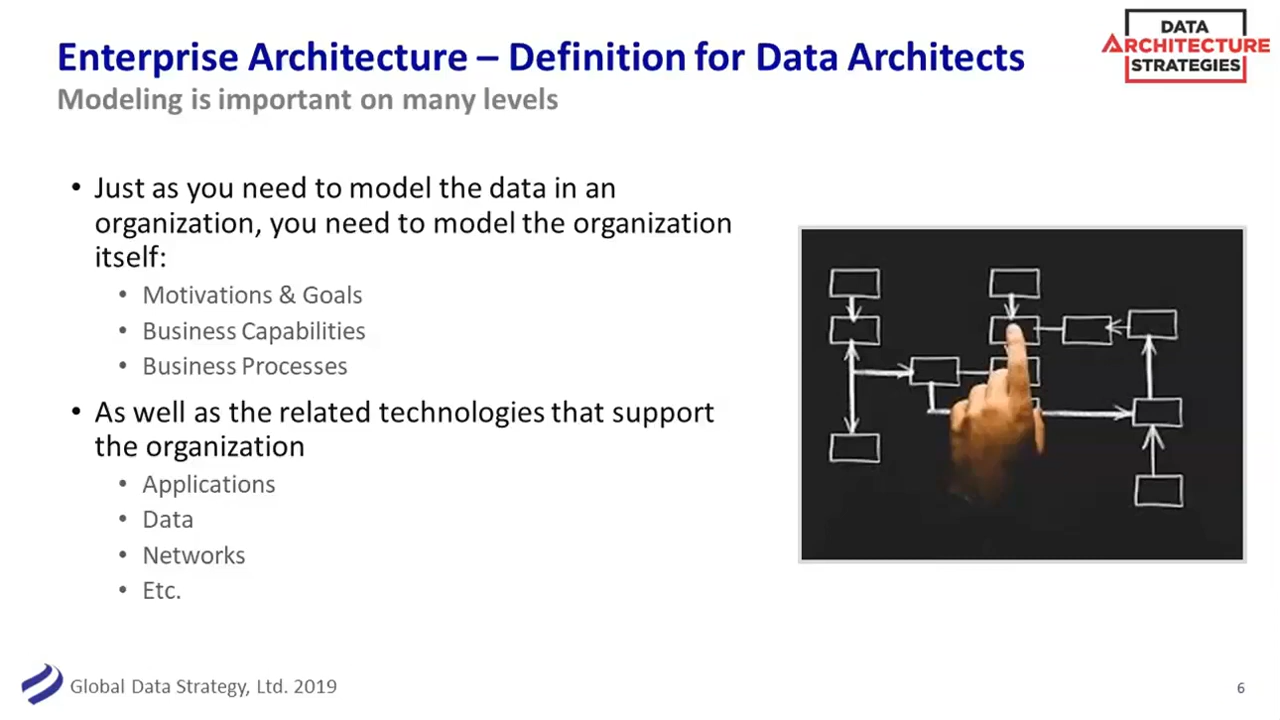 Enterprise Architecture – Definition for Data Architects
Modeling is important on many levels
DATA
ARCHITECTURE
STRATEGIES
• Just as you need to model the data in an
organization, you need to model the organization
itself:
• Motivations & Goals
• Business Capabilities
• Business Processes
• As well as the related technologies that support
the organization
• Applications
• Data
• Networks
• Etc.
Global Data Strategy, Ltd. 2019
6